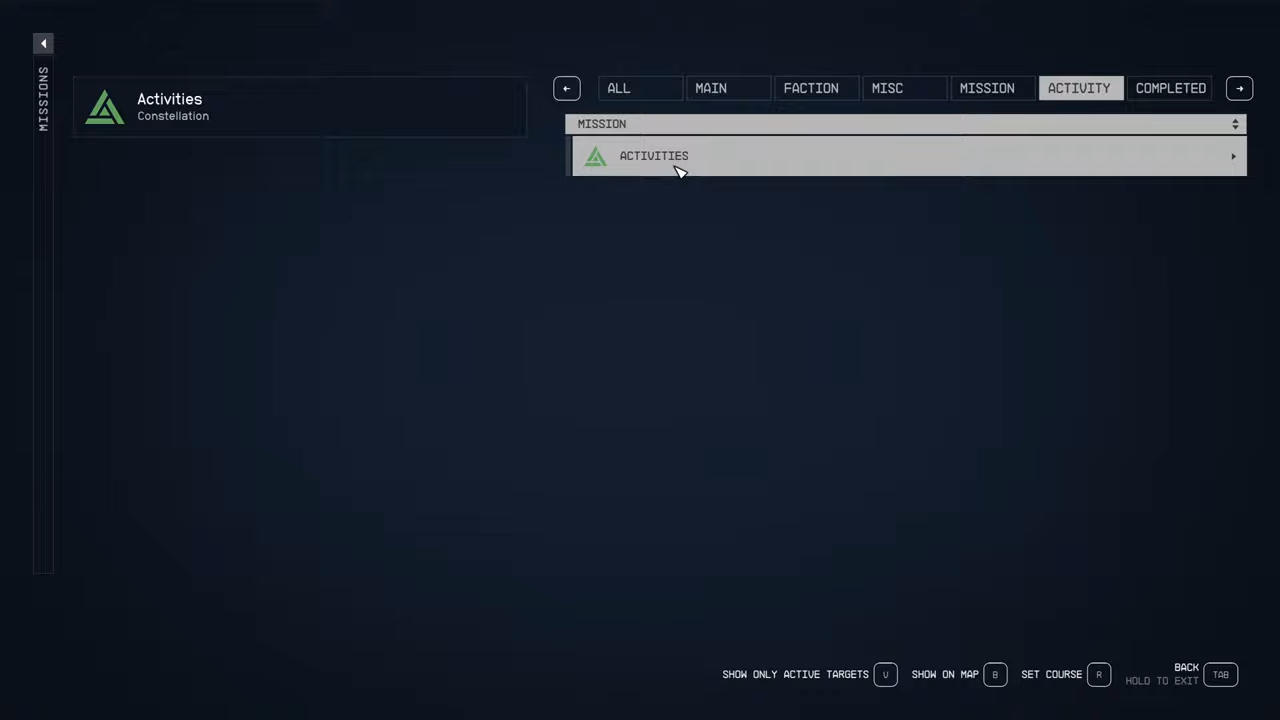 MISSIONS
Activities
Constellation
ALL
MAIN
FACTION
MISC
MISSION
ACTIVITY
COMPLETED
MISSION
ACTIVITIES
SHOW ONLY ACTIVE TARGETS V
SHOW ON MAP B
SET COURSE R
BACK
HOLD TO EXIT TAB